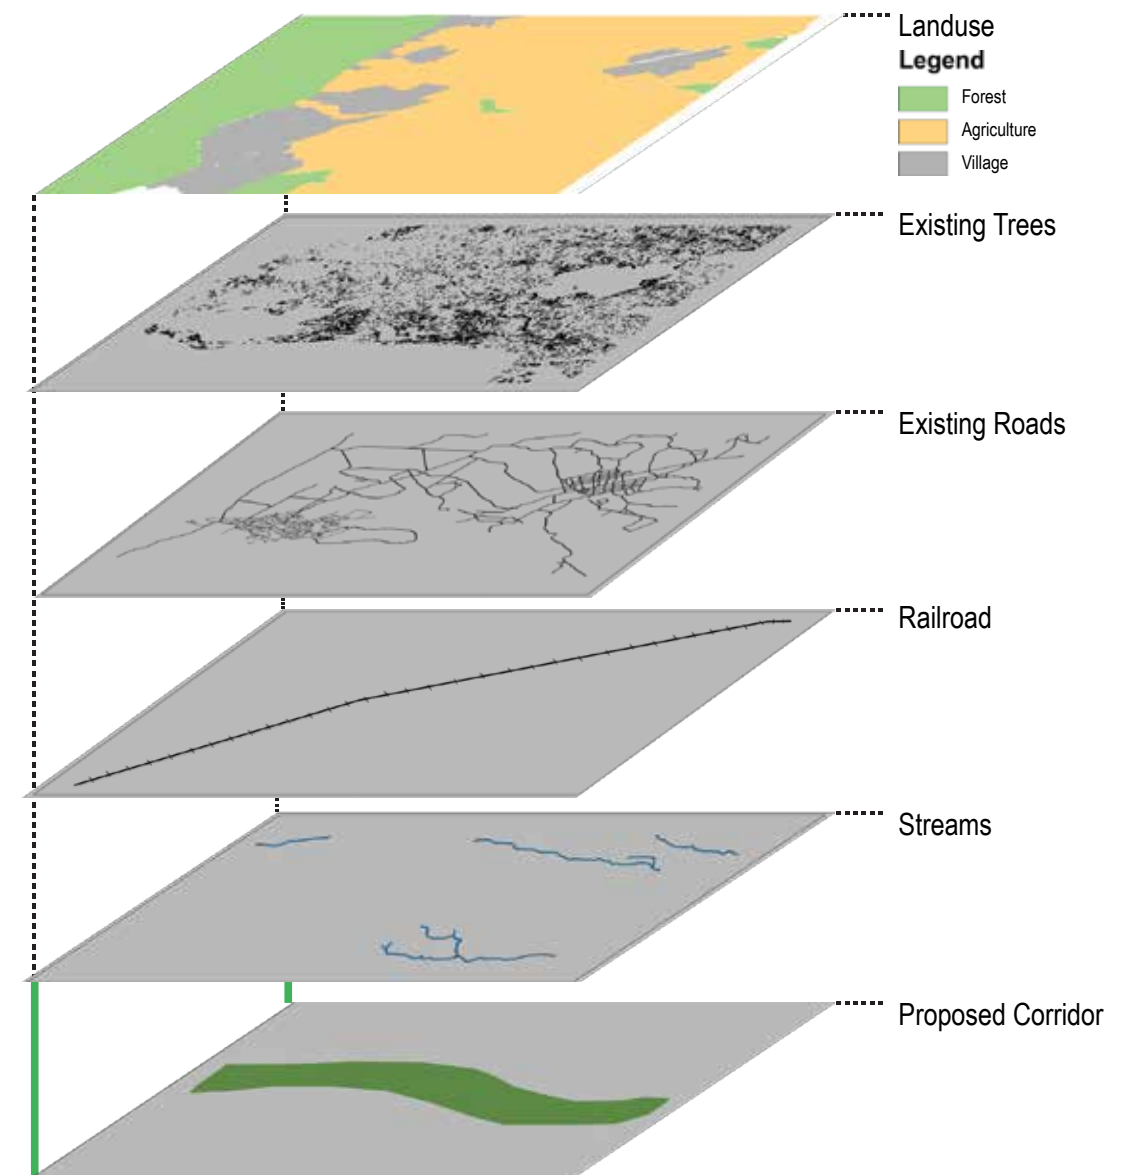 Landuse
Legend
Forest
Agriculture
Village
Existing Trees
Existing Roads
Railroad
Streams
Proposed Corridor